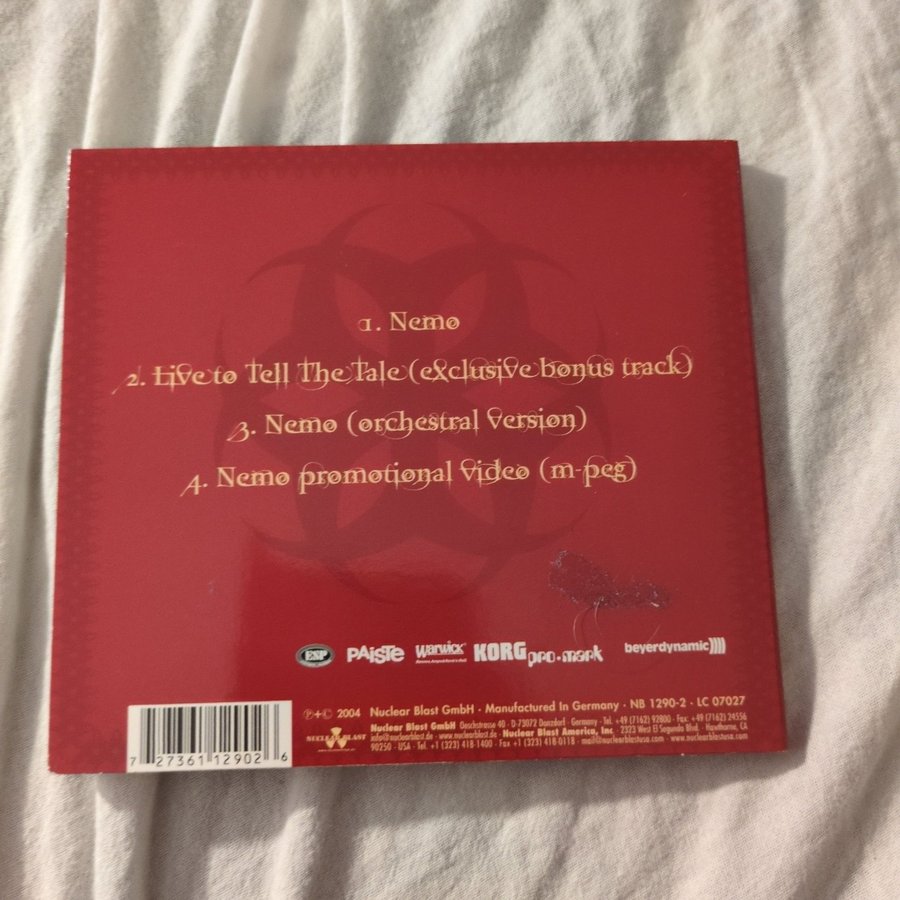 1. Nemo
2. Live to Tell The Tale (exclusive bonus track)
3. Nemo (orchestral version)
4. Nemo promotional video (m-peg)
ESP PAiSTe Warwick KORG pro·mark beyerdynamic))))
NUCLEAR BLAST
℗+© 2004 Nuclear Blast GmbH · Manufactured In Germany · NB 1290-2 · LC 07027
Nuclear Blast GmbH Oeschstrasse 40 · D-73072 Donzdorf · Germany · Tel. +49 (7162) 92800 · Fax: +49 (7162) 24556
info@nuclearblast.de · www.nuclearblast.de · Nuclear Blast America, Inc · 2323 West El Segundo Blvd. · Hawthorne, CA
90250 · USA · Tel. +1 (323) 418-1400 · Fax +1 (323) 418-0118 · mail@nuclearblastusa.com · www.nuclearblastusa.com
7 27361 12902 6